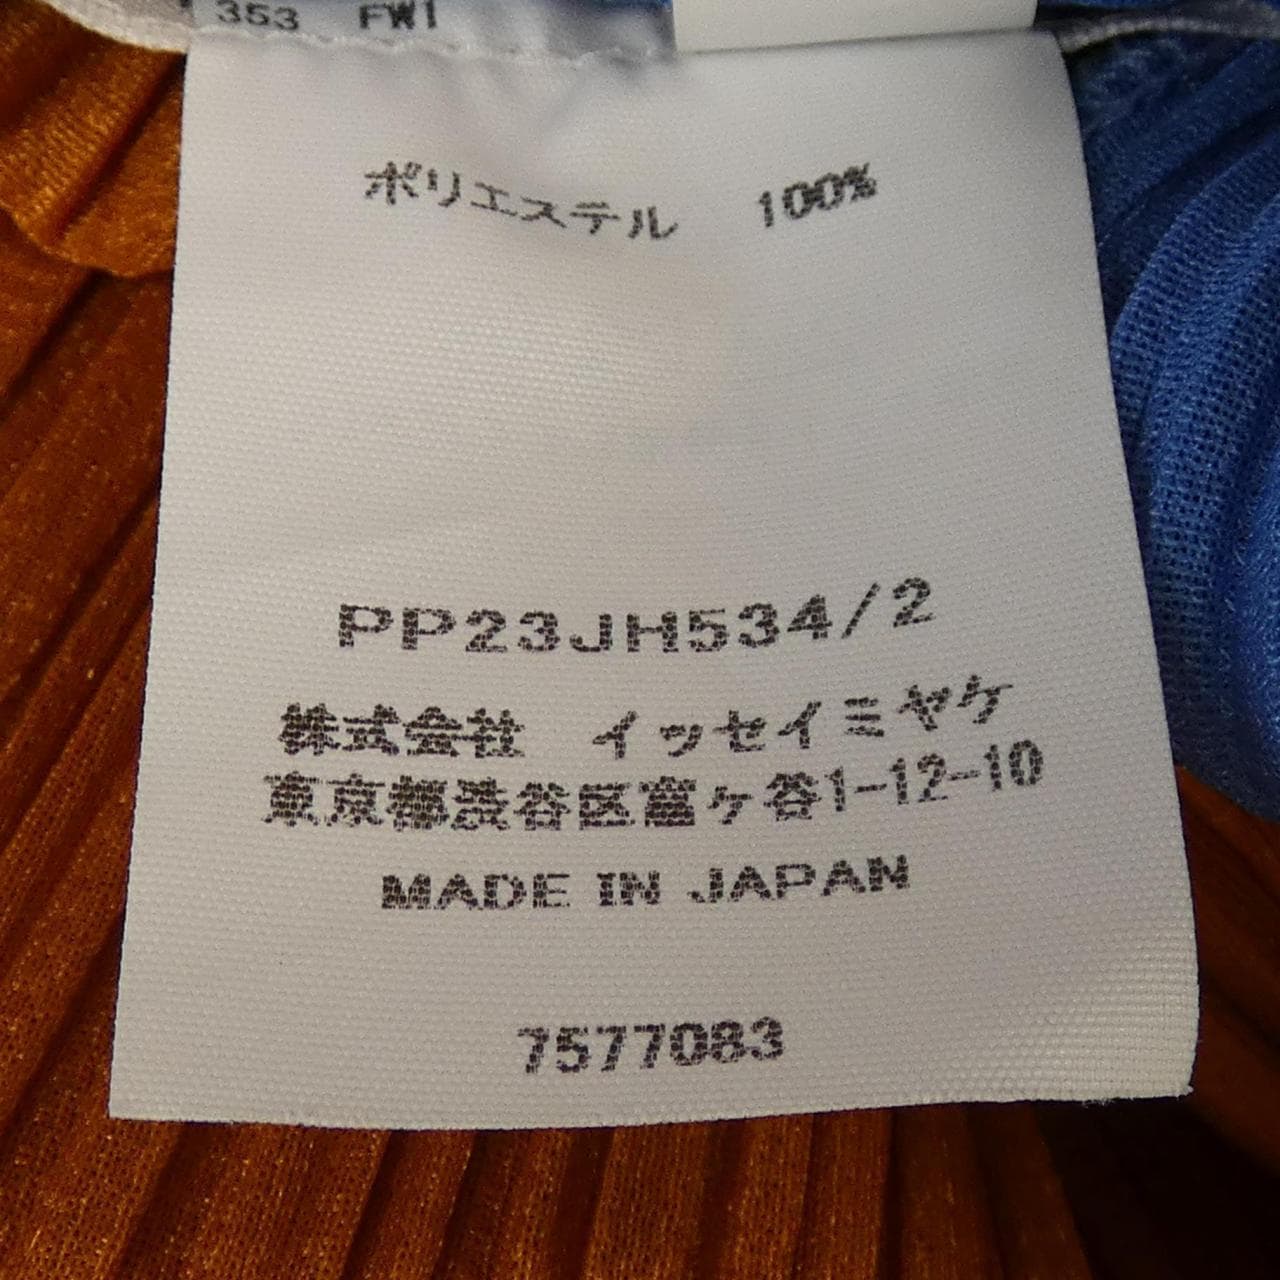 353 FW1
ポリエステル 100%
PP23JH534/2
株式会社 イッセイミヤケ
東京都渋谷区富ヶ谷1-12-10
MADE IN JAPAN
7577083